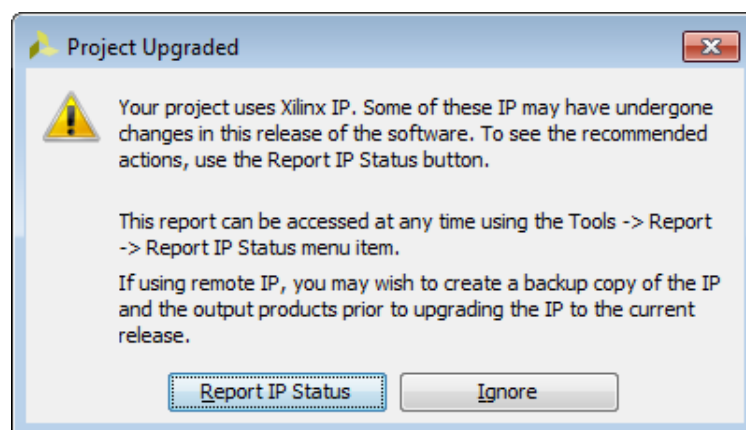 Project Upgraded
Your project uses Xilinx IP. Some of these IP may have undergone
changes in this release of the software. To see the recommended
actions, use the Report IP Status button.
This report can be accessed at any time using the Tools -> Report
-> Report IP Status menu item.
If using remote IP, you may wish to create a backup copy of the IP
and the output products prior to upgrading the IP to the current
release.
Report IP Status
Ignore